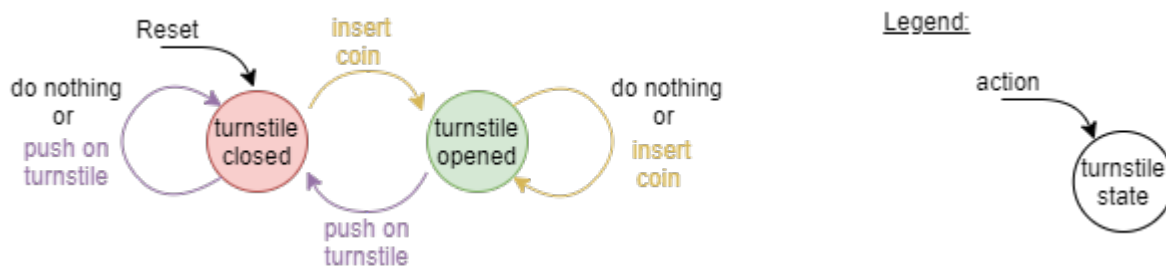 Reset
insert
coin
do nothing
or
push on
turnstile
turnstile
closed
turnstile
opened
do nothing
or
insert
coin
push on
turnstile
Legend:
action
turnstile
state